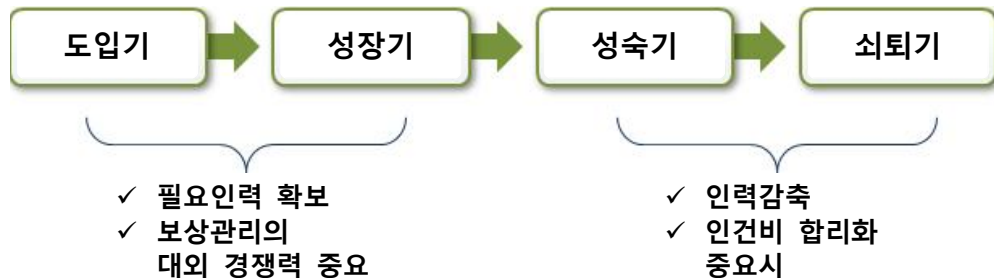 도입기
성장기
성숙기
쇠퇴기
✓ 필요인력 확보
✓ 보상관리의
대외 경쟁력 중요
✓ 인력감축
✓ 인건비 합리화
중요시